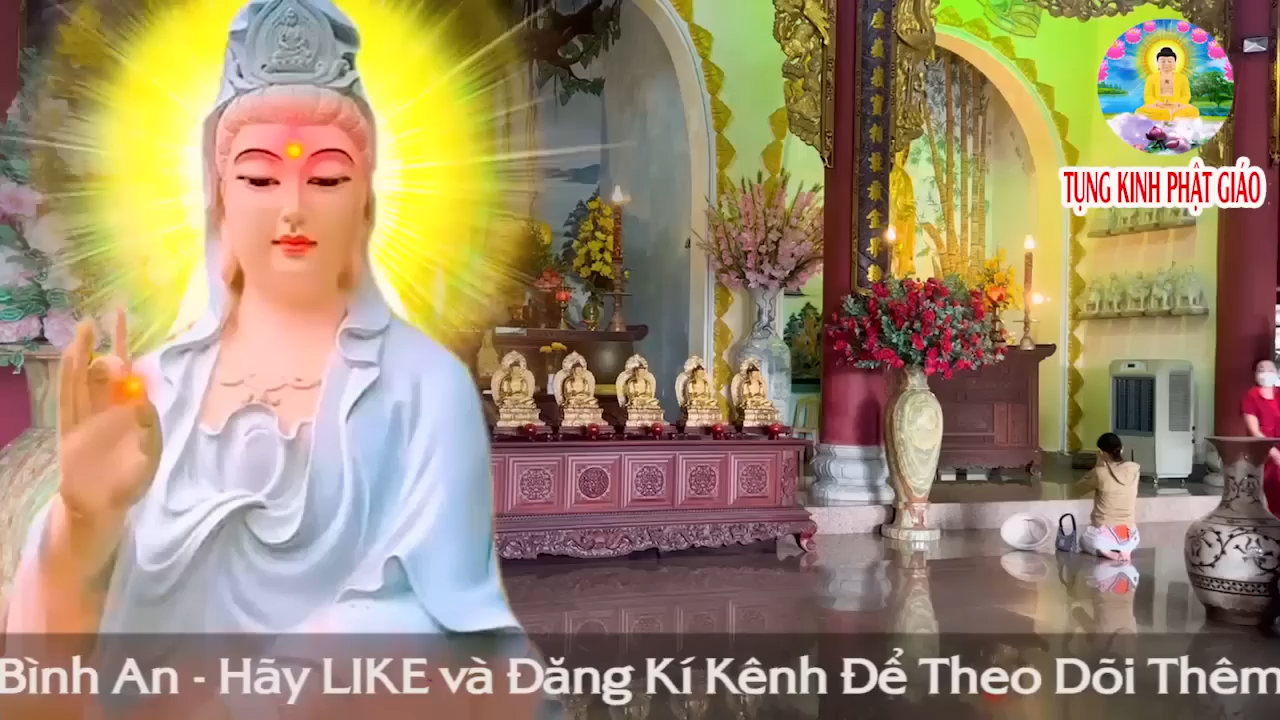 TỤNG KINH PHẬT GIÁO
Bình An - Hãy LIKE và Đăng Kí Kênh Để Theo Dõi Thêm